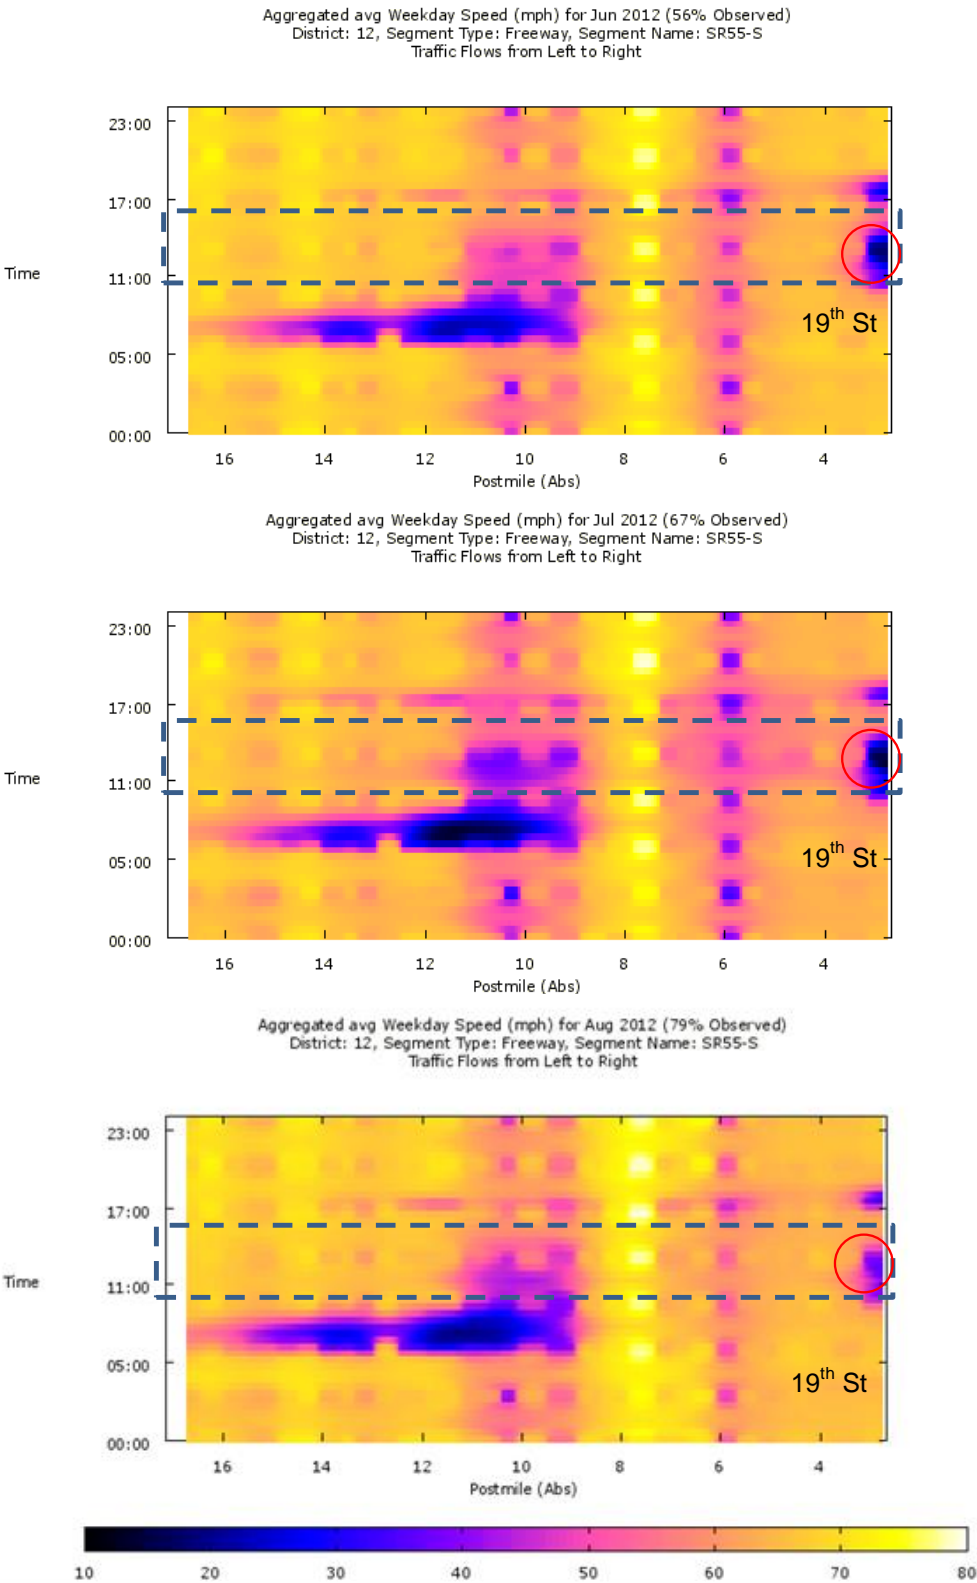 Aggregated avg Weekday Speed (mph) for Jun 2012 (56% Observed)
District: 12, Segment Type: Freeway, Segment Name: SR55-S
Traffic Flows from Left to Right
23:00
17:00
Time
11:00
19th St
05:00
00:00
16 14 12 10 8 6 4
Postmile (Abs)
Aggregated avg Weekday Speed (mph) for Jul 2012 (67% Observed)
District: 12, Segment Type: Freeway, Segment Name: SR55-S
Traffic Flows from Left to Right
23:00
17:00
Time
11:00
19th St
05:00
00:00
16 14 12 10 8 6 4
Postmile (Abs)
Aggregated avg Weekday Speed (mph) for Aug 2012 (79% Observed)
District: 12, Segment Type: Freeway, Segment Name: SR55-S
Traffic Flows from Left to Right
23:00
17:00
Time
11:00
05:00
19th St
00:00
16 14 12 10 8 6 4
Postmile (Abs)
10 20 30 40 50 60 70 80